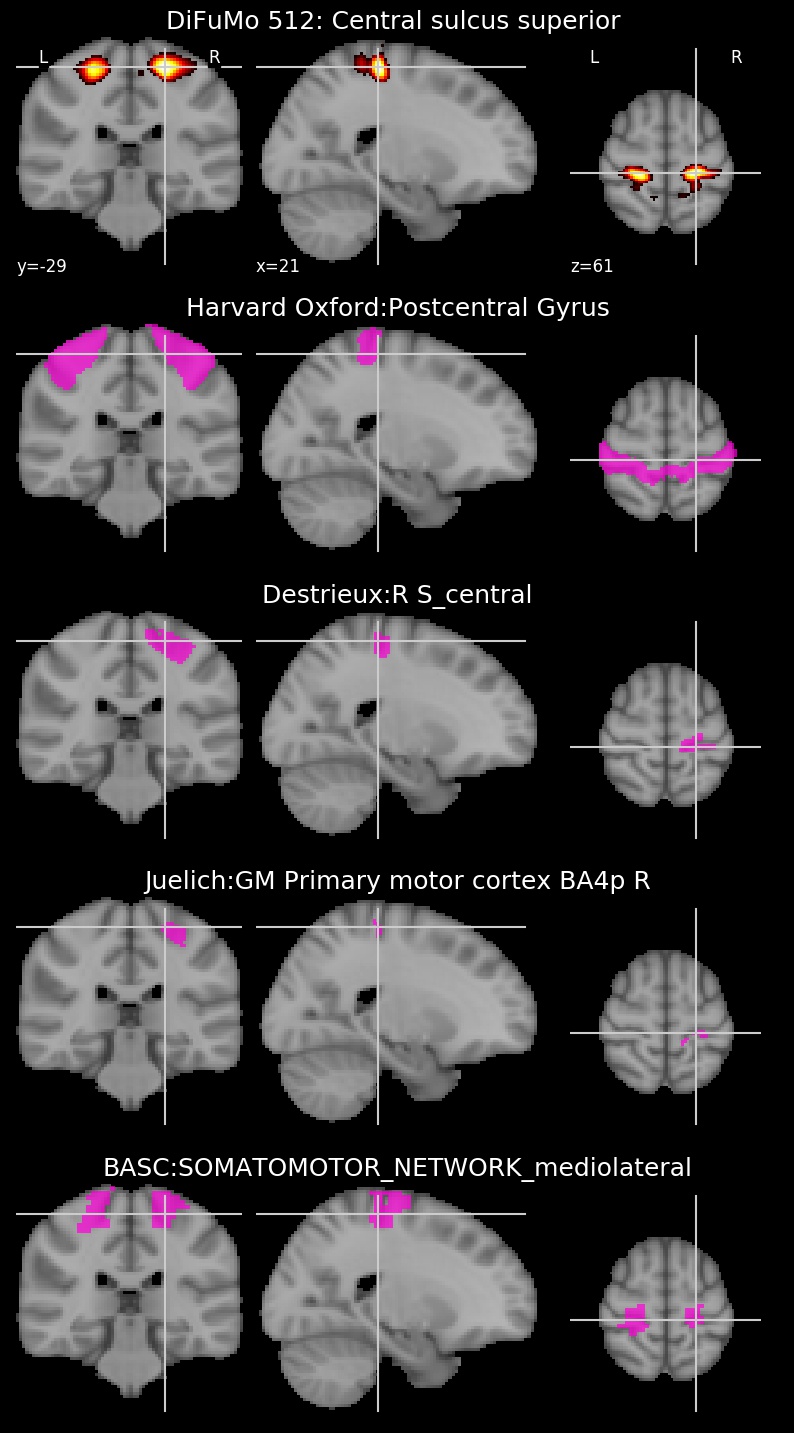 DiFuMo 512: Central sulcus superior
L R L R
y=-29 x=21 z=61
Harvard Oxford:Postcentral Gyrus
Destrieux:R S_central
Juelich:GM Primary motor cortex BA4p R
BASC:SOMATOMOTOR_NETWORK_mediolateral